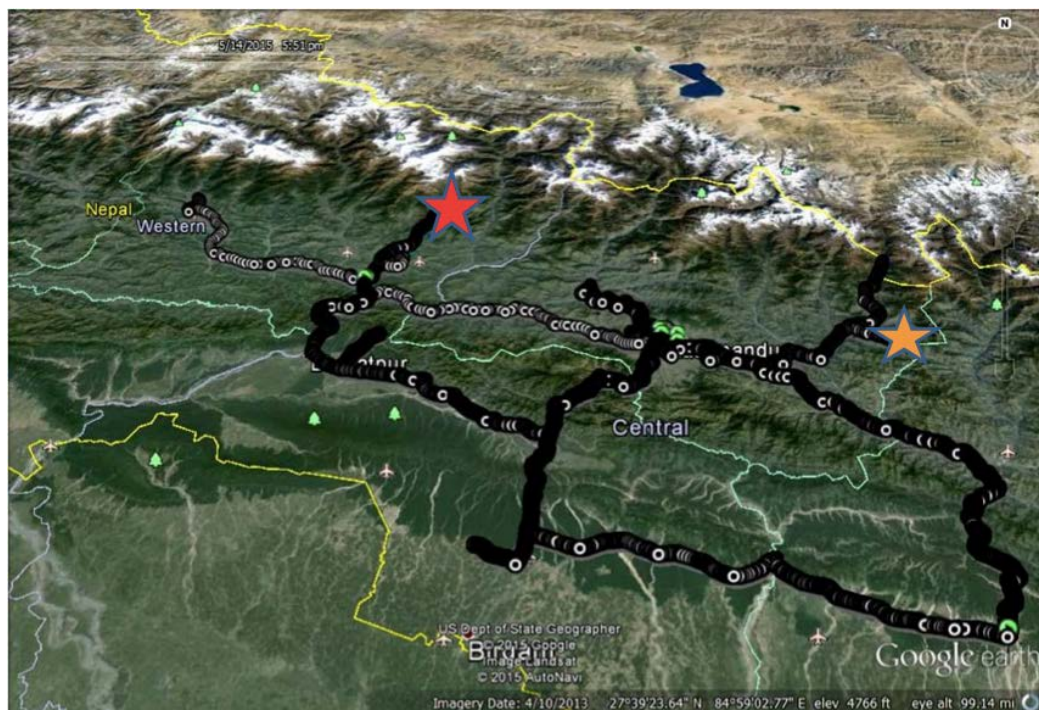 N
5/14/2015 5:51 pm
Nepal
Western
Central
US Dept of State Geographer
© 2015 Google
Image Landsat
© 2015 AutoNavi
Google earth
Imagery Date: 4/10/2013 27°39'23.64" N 84°59'02.77" E elev 4766 ft eye alt 99.14 mi